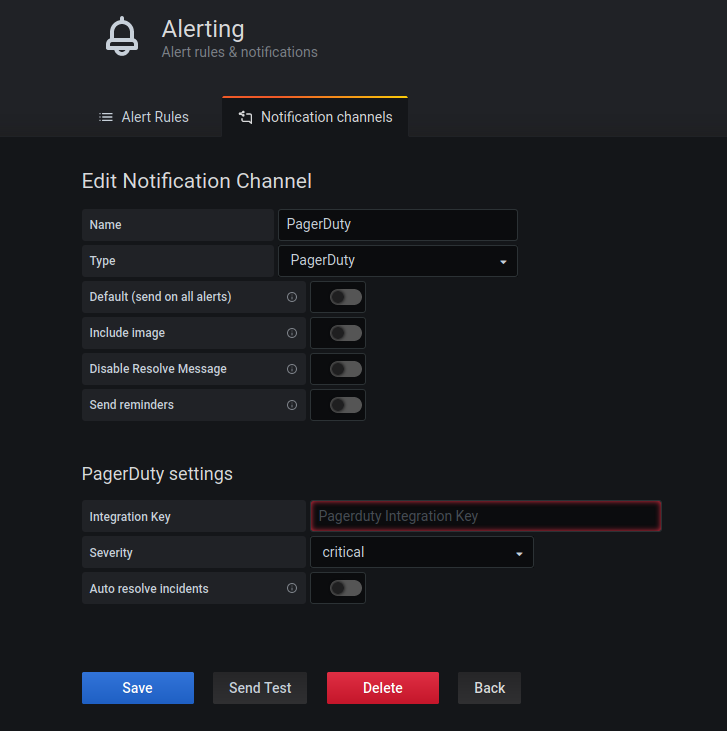 Alerting
Alert rules & notifications
Alert Rules
Notification channels
Edit Notification Channel
Name
PagerDuty
Type
PagerDuty
Default (send on all alerts)
Include image
Disable Resolve Message
Send reminders
PagerDuty settings
Integration Key
Pagerduty Integration Key
Severity
critical
Auto resolve incidents
Save
Send Test
Delete
Back